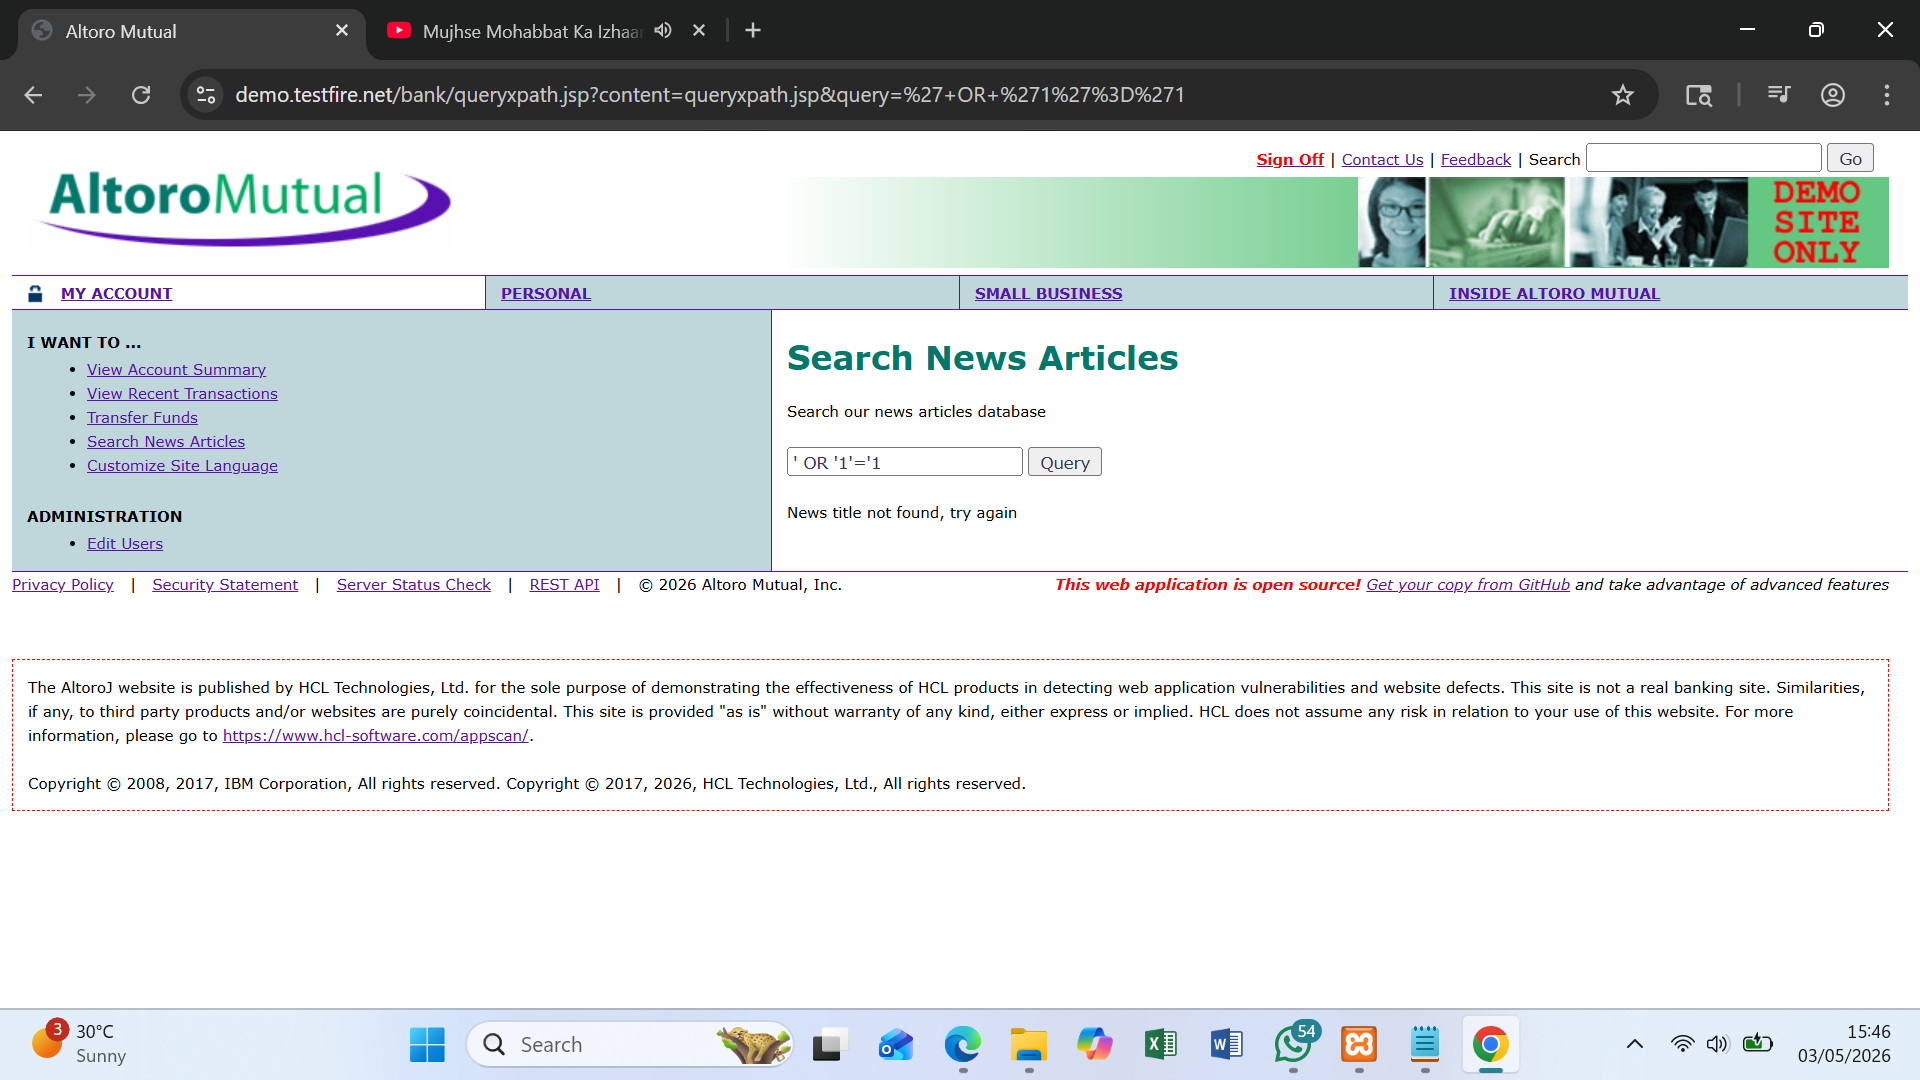 Altoro Mutual
Mujhse Mohabbat Ka Izhaar
demo.testfire.net/bank/queryxpath.jsp?content=queryxpath.jsp&query=%27+OR+%271%27%3D%271
Sign Off | Contact Us | Feedback | Search Go
AltoroMutual
DEMO
SITE
ONLY
MY ACCOUNT PERSONAL SMALL BUSINESS INSIDE ALTORO MUTUAL
I WANT TO ...
• View Account Summary
• View Recent Transactions
• Transfer Funds
• Search News Articles
• Customize Site Language
ADMINISTRATION
• Edit Users
Search News Articles
Search our news articles database
' OR '1'='1 Query
News title not found, try again
Privacy Policy | Security Statement | Server Status Check | REST API | © 2026 Altoro Mutual, Inc. This web application is open source! Get your copy from GitHub and take advantage of advanced features
The AltoroJ website is published by HCL Technologies, Ltd. for the sole purpose of demonstrating the effectiveness of HCL products in detecting web application vulnerabilities and website defects. This site is not a real banking site. Similarities,
if any, to third party products and/or websites are purely coincidental. This site is provided "as is" without warranty of any kind, either express or implied. HCL does not assume any risk in relation to your use of this website. For more
information, please go to https://www.hcl-software.com/appscan/.
Copyright © 2008, 2017, IBM Corporation, All rights reserved. Copyright © 2017, 2026, HCL Technologies, Ltd., All rights reserved.
3
30°C
Sunny
Search
54
15:46
03/05/2026